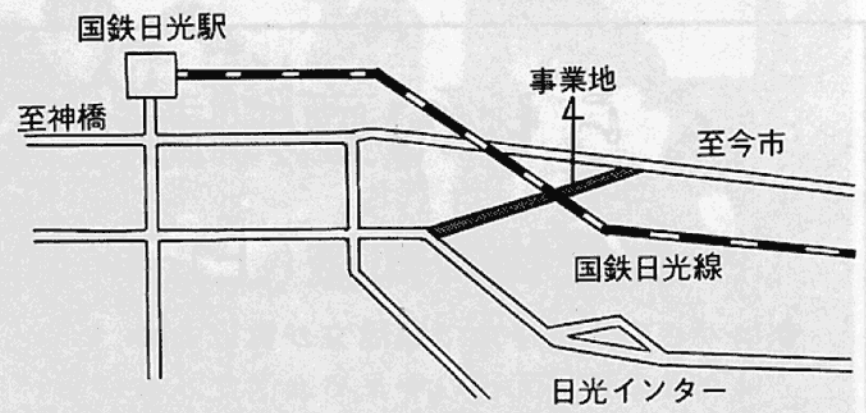 国鉄日光駅
事業地
至神橋
至今市
国鉄日光線
日光インター